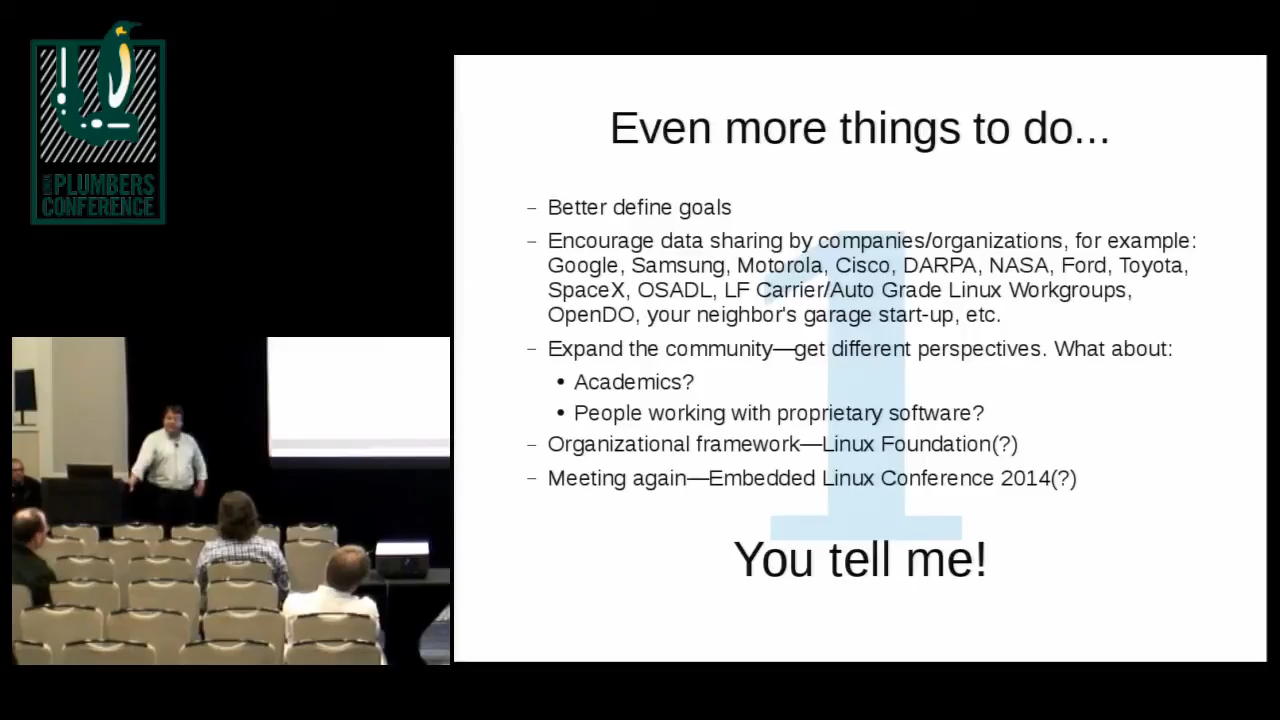 LINUX PLUMBERS
CONFERENCE
Even more things to do...
– Better define goals
– Encourage data sharing by companies/organizations, for example:
Google, Samsung, Motorola, Cisco, DARPA, NASA, Ford, Toyota,
SpaceX, OSADL, LF Carrier/Auto Grade Linux Workgroups,
OpenDO, your neighbor's garage start-up, etc.
– Expand the community—get different perspectives. What about:
• Academics?
• People working with proprietary software?
– Organizational framework—Linux Foundation(?)
– Meeting again—Embedded Linux Conference 2014(?)
1
You tell me!